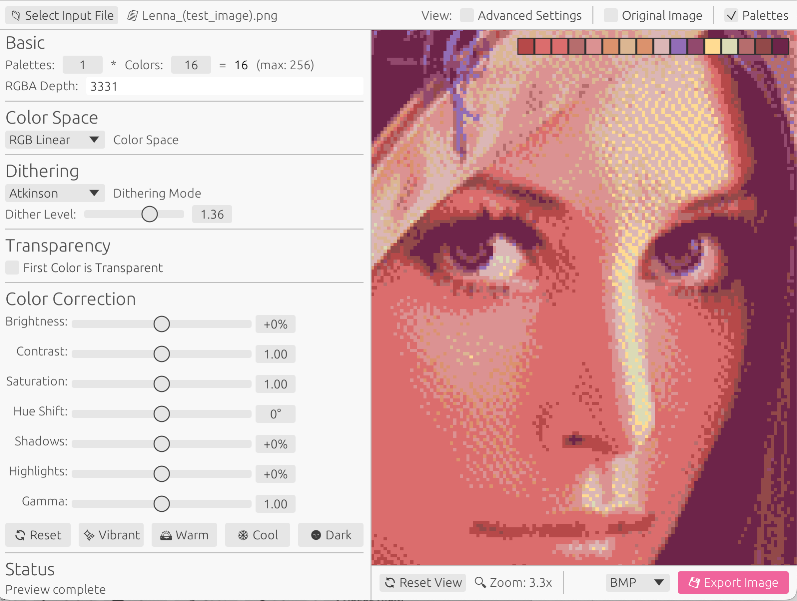 Select Input File Lenna_(test_image).png View: Advanced Settings Original Image Palettes
Basic
Palettes: 1 * Colors: 16 = 16 (max: 256)
RGBA Depth: 3331
Color Space
RGB Linear Color Space
Dithering
Atkinson Dithering Mode
Dither Level: 1.36
Transparency
First Color is Transparent
Color Correction
Brightness: +0%
Contrast: 1.00
Saturation: 1.00
Hue Shift: 0°
Shadows: +0%
Highlights: +0%
Gamma: 1.00
Reset Vibrant Warm Cool Dark
Status
Preview complete
Reset View Zoom: 3.3x BMP Export Image